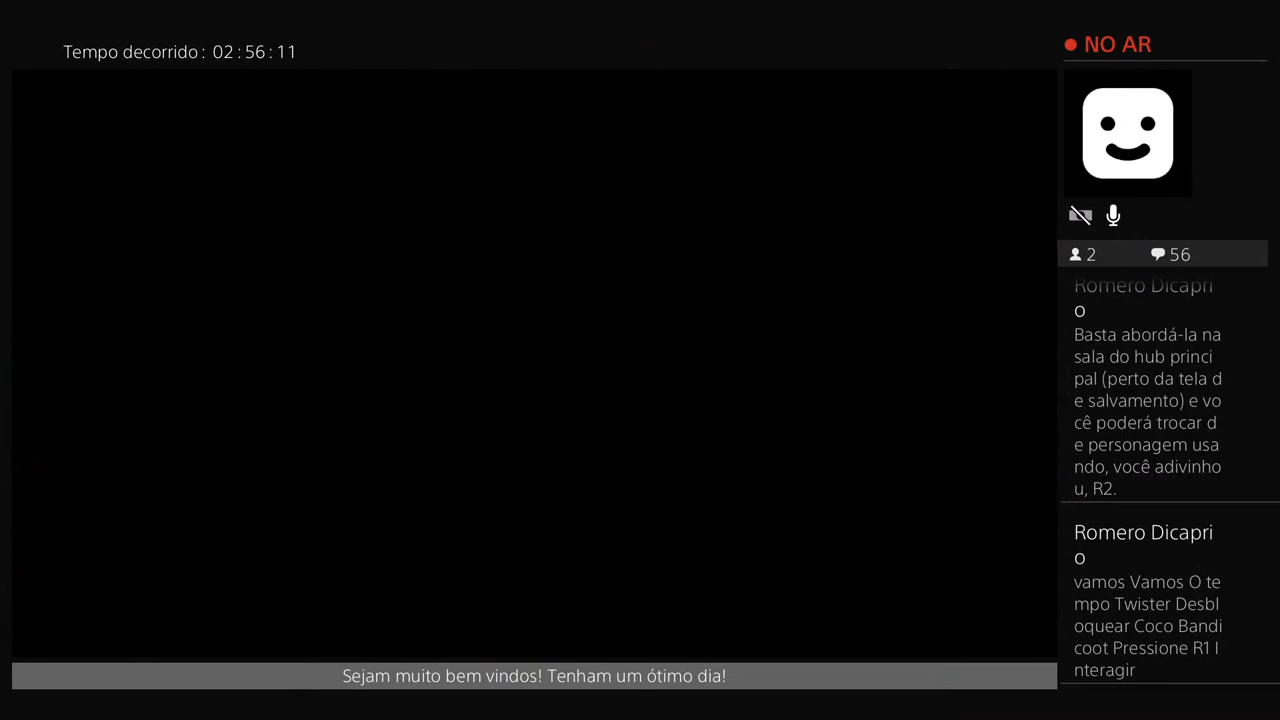 Tempo decorrido: 02:56:11
NO AR
2 56
Romero Dicapri
o
Basta abordá-la na
sala do hub princi
pal (perto da tela d
e salvamento) e vo
cê poderá trocar d
e personagem usa
ndo, você adivinho
u, R2.
Romero Dicapri
o
vamos Vamos O te
mpo Twister Desbl
oquear Coco Bandi
coot Pressione R1 I
nteragir
Sejam muito bem vindos! Tenham um ótimo dia!